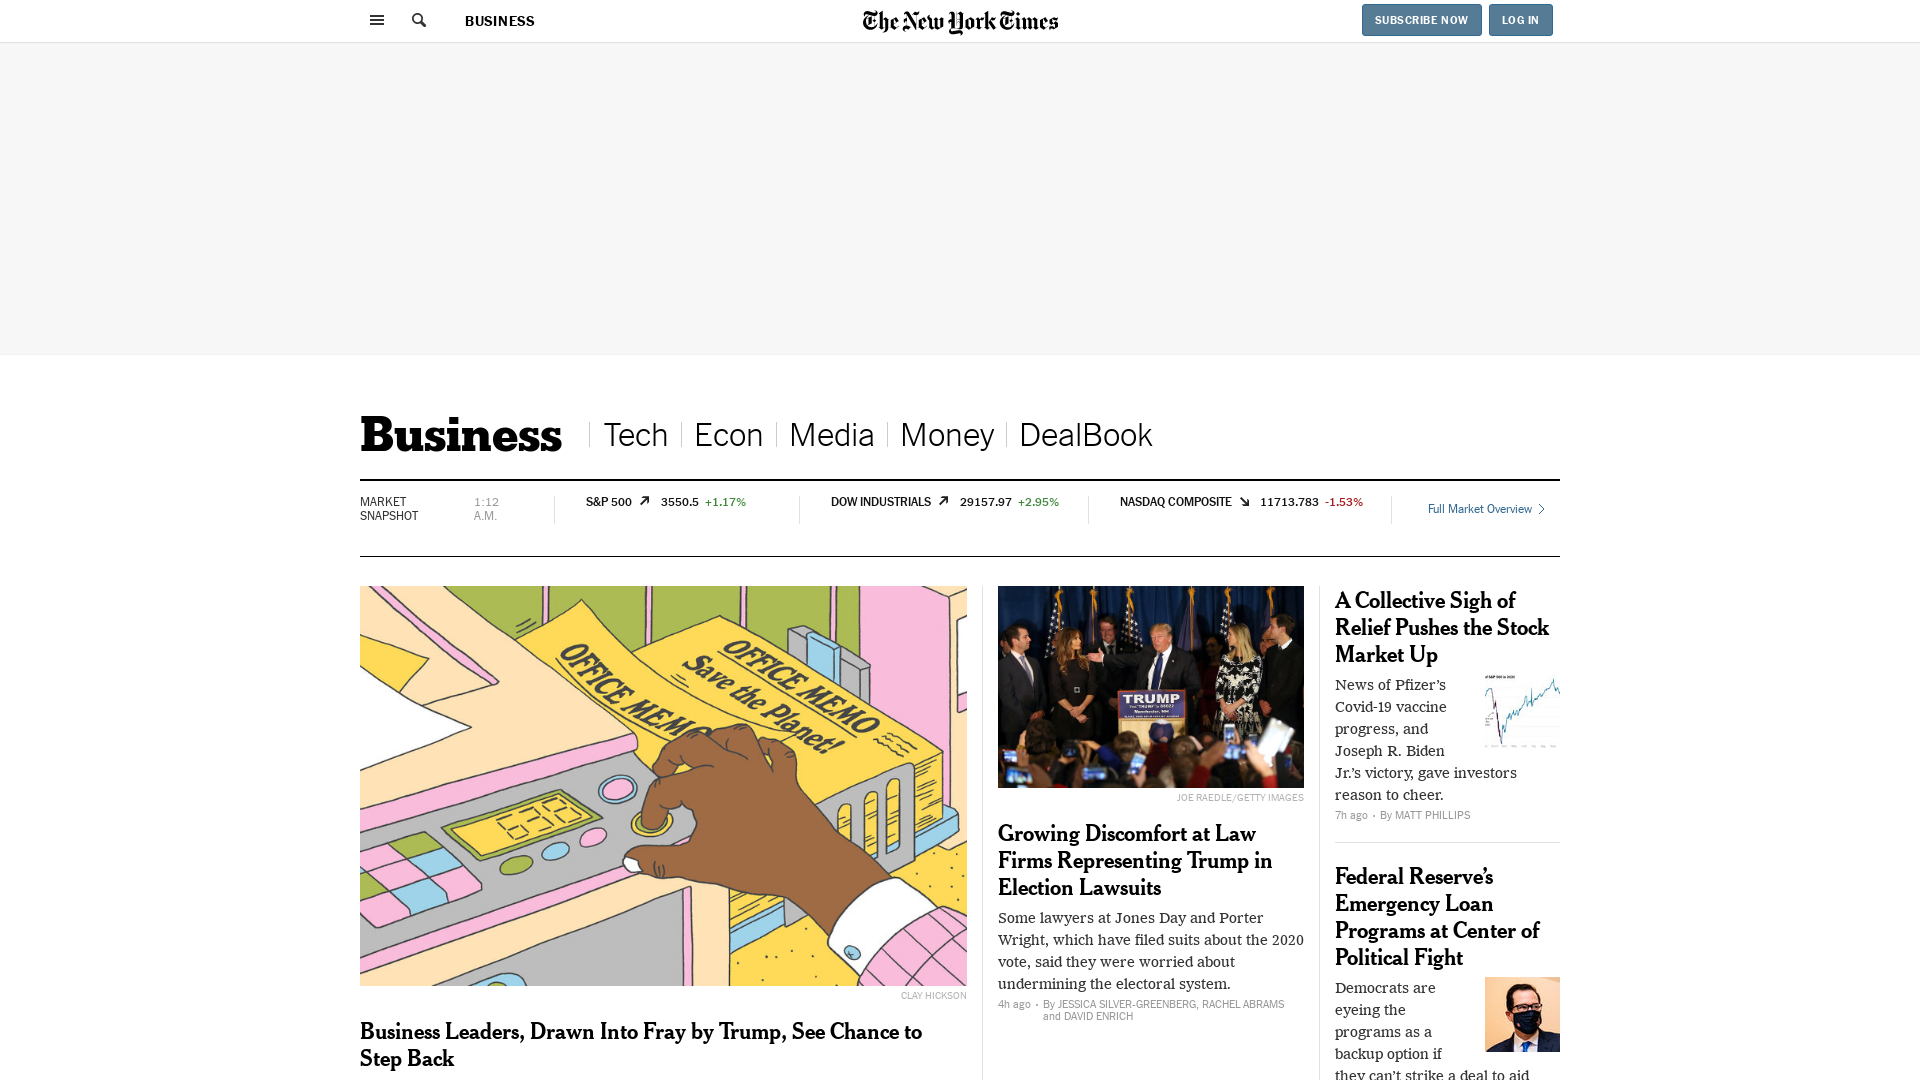 BUSINESS
The New York Times
SUBSCRIBE NOW
LOG IN
Business
Tech
Econ
Media
Money
DealBook
MARKET
SNAPSHOT
1:12
A.M.
S&P 500 3550.5 +1.17%
DOW INDUSTRIALS 29157.97 +2.95%
NASDAQ COMPOSITE 11713.783 -1.53%
Full Market Overview
OFFICE MEMO
OFFICE MEMO
Save the Planet!
CLAY HICKSON
Business Leaders, Drawn Into Fray by Trump, See Chance to
Step Back
TRUMP
JOE RAEDLE/GETTY IMAGES
Growing Discomfort at Law
Firms Representing Trump in
Election Lawsuits
Some lawyers at Jones Day and Porter
Wright, which have filed suits about the 2020
vote, said they were worried about
undermining the electoral system.
4h ago • By JESSICA SILVER-GREENBERG, RACHEL ABRAMS
and DAVID ENRICH
A Collective Sigh of
Relief Pushes the Stock
Market Up
News of Pfizer’s
Covid-19 vaccine
progress, and
Joseph R. Biden
Jr.’s victory, gave investors
reason to cheer.
7h ago • By MATT PHILLIPS
Federal Reserve’s
Emergency Loan
Programs at Center of
Political Fight
Democrats are
eyeing the
programs as a
backup option if
they can’t strike a deal to aid